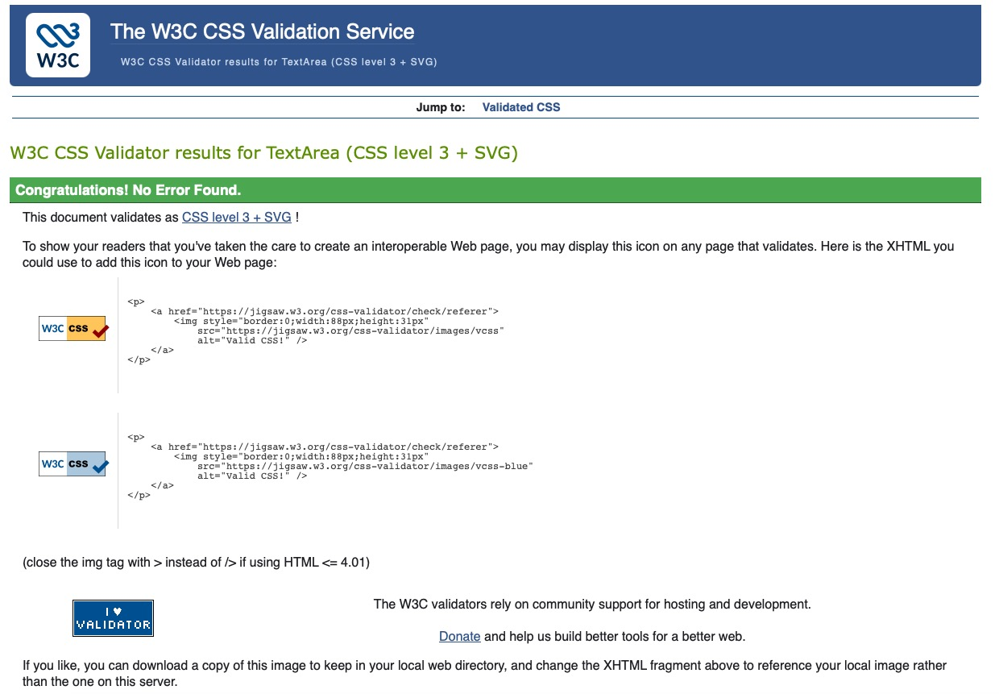 W3C
The W3C CSS Validation Service
W3C CSS Validator results for TextArea (CSS level 3 + SVG)
Jump to: Validated CSS
W3C CSS Validator results for TextArea (CSS level 3 + SVG)
Congratulations! No Error Found.
This document validates as CSS level 3 + SVG !
To show your readers that you've taken the care to create an interoperable Web page, you may display this icon on any page that validates. Here is the XHTML you
could use to add this icon to your Web page:
W3C css
<p>
    <a href="https://jigsaw.w3.org/css-validator/check/referer">
        <img style="border:0;width:88px;height:31px"
            src="https://jigsaw.w3.org/css-validator/images/vcss"
            alt="Valid CSS!" />
    </a>
</p>
W3C css
<p>
    <a href="https://jigsaw.w3.org/css-validator/check/referer">
        <img style="border:0;width:88px;height:31px"
            src="https://jigsaw.w3.org/css-validator/images/vcss-blue"
            alt="Valid CSS!" />
    </a>
</p>
(close the img tag with > instead of /> if using HTML <= 4.01)
I ♥
VALIDATOR
The W3C validators rely on community support for hosting and development.
Donate and help us build better tools for a better web.
If you like, you can download a copy of this image to keep in your local web directory, and change the XHTML fragment above to reference your local image rather
than the one on this server.